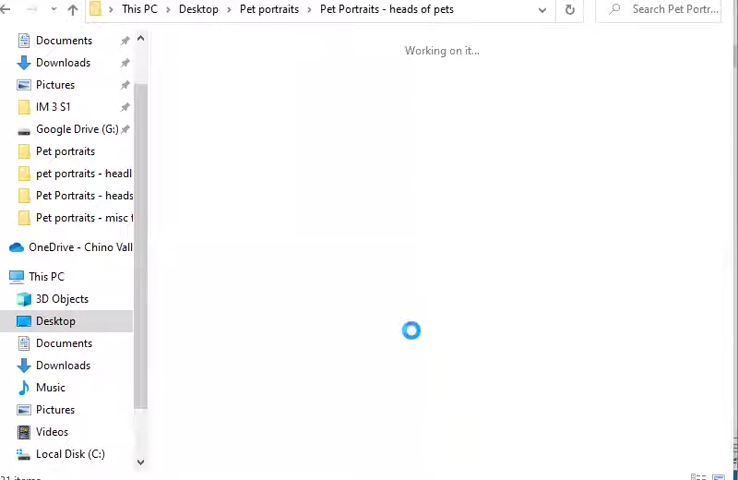 This PC > Desktop > Pet portraits > Pet Portraits - heads of pets
Search Pet Portr...
Working on it...
Documents
Downloads
Pictures
IM 3 S1
Google Drive (G:)
Pet portraits
pet portraits - headl
Pet Portraits - heads
Pet portraits - misc
OneDrive - Chino Vall
This PC
3D Objects
Desktop
Documents
Downloads
Music
Pictures
Videos
Local Disk (C:)
items